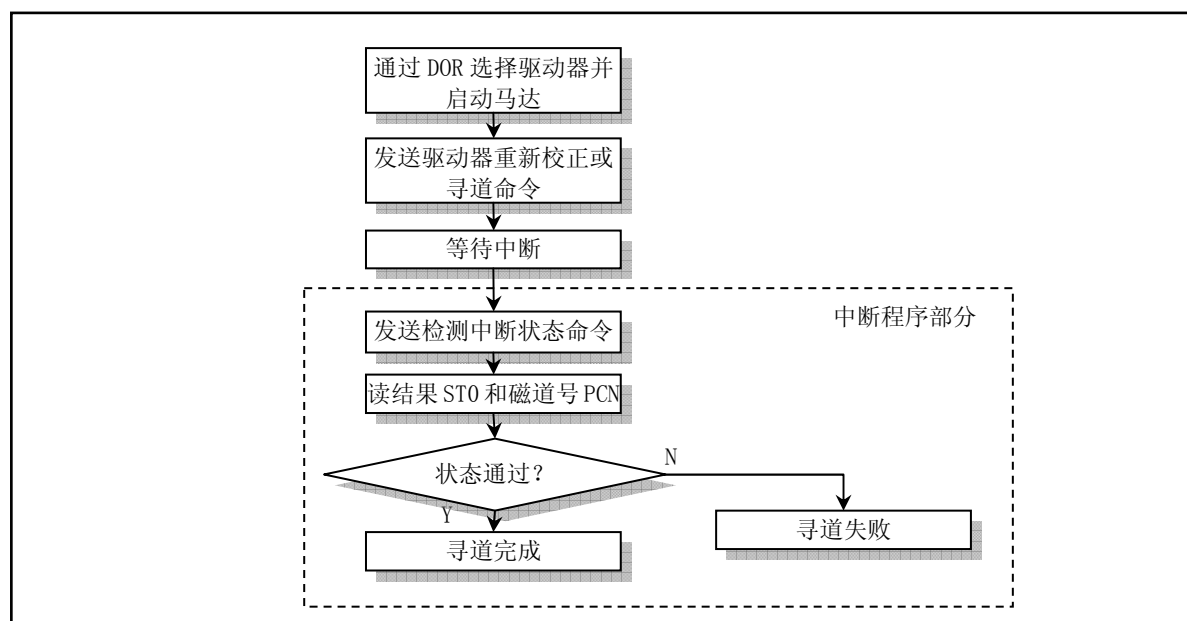 通过 DOR 选择驱动器并
启动马达
发送驱动器重新校正或
寻道命令
等待中断
中断程序部分
发送检测中断状态命令
读结果 ST0 和磁道号 PCN
状态通过？
N
Y
寻道完成
寻道失败